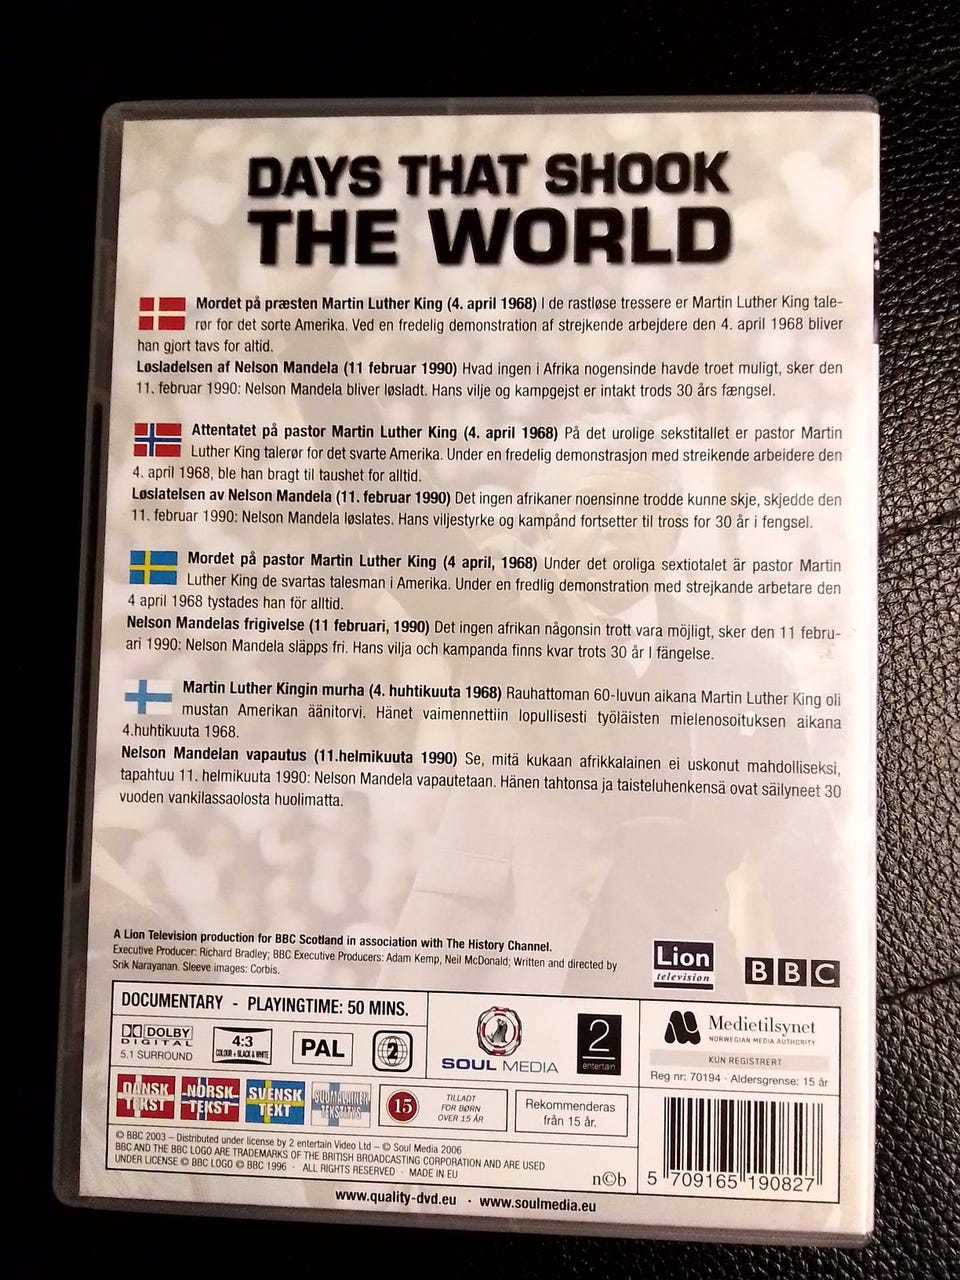 DAYS THAT SHOOK
THE WORLD
Mordet på præsten Martin Luther King (4. april 1968) I de rastløse tressere er Martin Luther King tale-
rør for det sorte Amerika. Ved en fredelig demonstration af strejkende arbejdere den 4. april 1968 bliver
han gjort tavs for altid.
Løsladelsen af Nelson Mandela (11 februar 1990) Hvad ingen i Afrika nogensinde havde troet muligt, sker den
11. februar 1990: Nelson Mandela bliver løsladt. Hans vilje og kampgejst er intakt trods 30 års fængsel.
Attentatet på pastor Martin Luther King (4. april 1968) På det urolige sekstitallet er pastor Martin
Luther King talerør for det svarte Amerika. Under en fredelig demonstrasjon med streikende arbeidere den
4. april 1968, ble han bragt til taushet for alltid.
Løslatelsen av Nelson Mandela (11. februar 1990) Det ingen afrikaner noensinne trodde kunne skje, skjedde den
11. februar 1990: Nelson Mandela løslates. Hans viljestyrke og kampånd fortsetter til tross for 30 år i fengsel.
Mordet på pastor Martin Luther King (4 april, 1968) Under det oroliga sextiotalet är pastor Martin
Luther King de svartas talesman i Amerika. Under en fredlig demonstration med strejkande arbetare den
4 april 1968 tystades han för alltid.
Nelson Mandelas frigivelse (11 februari, 1990) Det ingen afrikan någonsin trott vara möjligt, sker den 11 febru-
ari 1990: Nelson Mandela släpps fri. Hans vilja och kampanda finns kvar trots 30 år I fängelse.
Martin Luther Kingin murha (4. huhtikuuta 1968) Rauhattoman 60-luvun aikana Martin Luther King oli
mustan Amerikan äänitorvi. Hänet vaimennettiin lopullisesti työläisten mielenosoituksen aikana
4.huhtikuuta 1968.
Nelson Mandelan vapautus (11.helmikuuta 1990) Se, mitä kukaan afrikkalainen ei uskonut mahdolliseksi,
tapahtuu 11. helmikuuta 1990: Nelson Mandela vapautetaan. Hänen tahtonsa ja taisteluhenkensä ovat säilyneet 30
vuoden vankilassaolosta huolimatta.
A Lion Television production for BBC Scotland in association with The History Channel.
Executive Producer: Richard Bradley; BBC Executive Producers: Adam Kemp, Neil McDonald; Written and directed by
Srik Narayanan. Sleeve images: Corbis.
Lion
television
BBC
DOCUMENTARY - PLAYINGTIME: 50 MINS.
DOLBY
DIGITAL
5.1 SURROUND
4:3
COLOUR + BLACK & WHITE
PAL
2
SOUL MEDIA
2
entertain
Medietilsynet
NORWEGIAN MEDIA AUTHORITY
KUN REGISTRERT
Reg nr: 70194 · Aldersgrense: 15 år
DANSK
TEKST
NORSK
TEKST
SVENSK
TEXT
SUOMALAINEN
TEKSTITYS
15
TILLADT
FOR BØRN
OVER 15 ÅR
Rekommenderas
från 15 år.
© BBC 2003 – Distributed under license by 2 entertain Video Ltd – © Soul Media 2006
BBC AND THE BBC LOGO ARE TRADEMARKS OF THE BRITISH BROADCASTING CORPORATION AND ARE USED
UNDER LICENSE © BBC LOGO © BBC 1996 · ALL RIGHTS RESERVED · MADE IN EU
n©b
5 709165 190827
www.quality-dvd.eu · www.soulmedia.eu